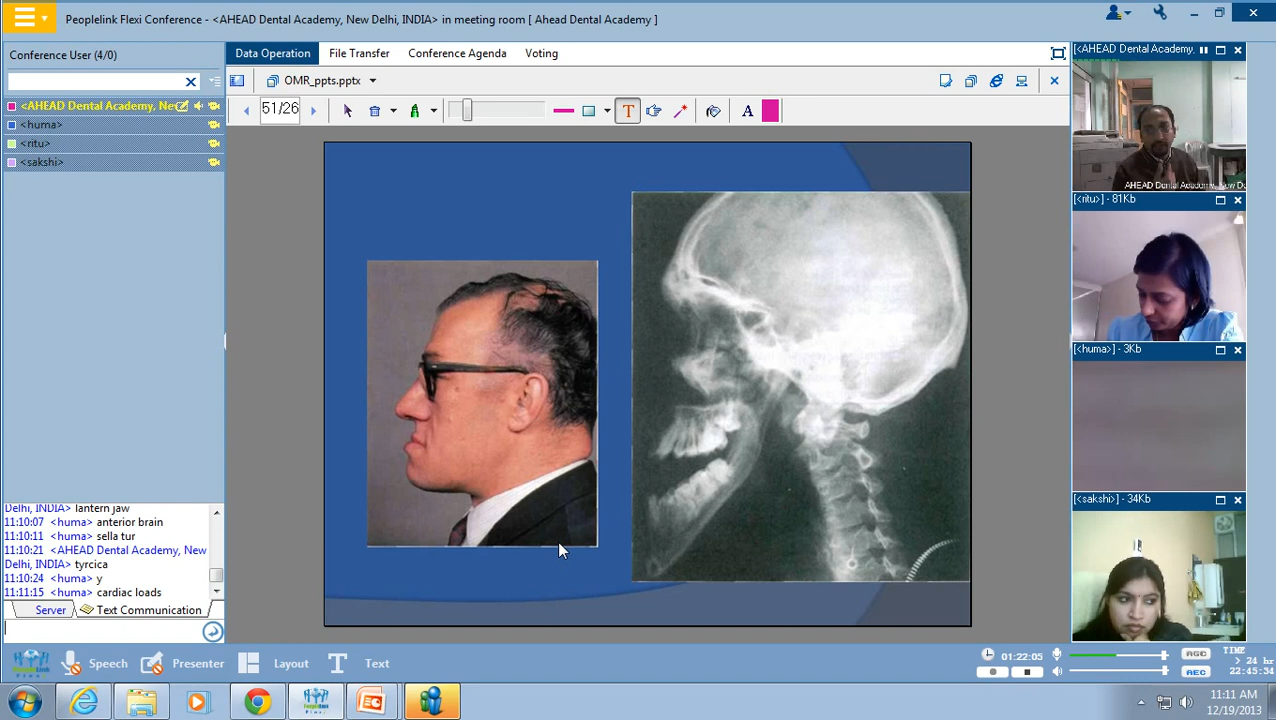 Peoplelink Flexi Conference - <AHEAD Dental Academy, New Delhi, INDIA> in meeting room [ Ahead Dental Academy ]
Conference User (4/0)
Data Operation
File Transfer
Conference Agenda
Voting
OMR_ppts.pptx
51/26
T
A
<AHEAD Dental Academy, New
<huma>
<ritu>
<sakshi>
[<AHEAD Dental Academy,
AHEAD Dental Academy, New De
[<ritu>] - 81Kb
[<huma>] - 3Kb
[<sakshi>] - 34Kb
Delhi, INDIA> lantern jaw
11:10:07 <huma> anterior brain
11:10:11 <huma> sella tur
11:10:21 <AHEAD Dental Academy, New
Delhi, INDIA> tyrcica
11:10:24 <huma> y
11:11:15 <huma> cardiac loads
Server
Text Communication
Speech
Presenter
Layout
Text
01:22:05
AGC
AEC
TIME
> 24 hr
22:45:34
11:11 AM
12/19/2013